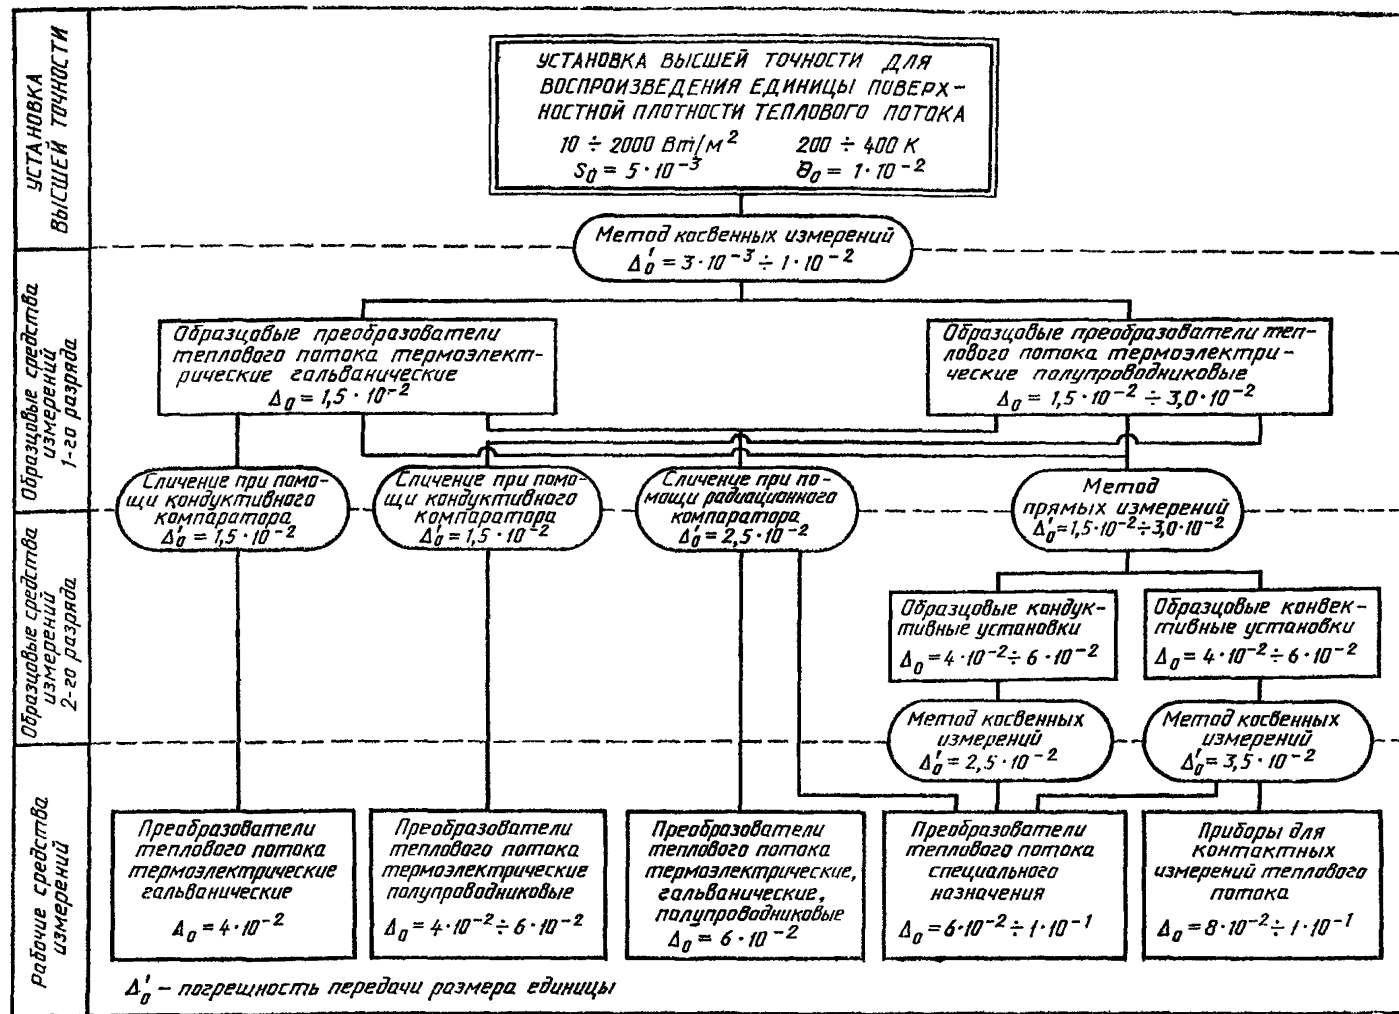 УСТАНОВКА
ВЫСШЕЙ ТОЧНОСТИ
УСТАНОВКА ВЫСШЕЙ ТОЧНОСТИ ДЛЯ
ВОСПРОИЗВЕДЕНИЯ ЕДИНИЦЫ ПОВЕРХ-
НОСТНОЙ ПЛОТНОСТИ ТЕПЛОВОГО ПОТОКА
10 ÷ 2000 Вт/м² 200 ÷ 400 К
S₀ = 5·10⁻³ Θ₀ = 1·10⁻²
Метод косвенных измерений
Δ′₀ = 3·10⁻³ ÷ 1·10⁻²
Образцовые средства
измерений
1-го разряда
Образцовые преобразователи
теплового потока термоэлект-
рические гальванические
Δ₀ = 1,5·10⁻²
Образцовые преобразователи теп-
лового потока термоэлектри-
ческие полупроводниковые
Δ₀ = 1,5·10⁻² ÷ 3,0·10⁻²
Сличение при помо-
щи кондуктивного
компаратора
Δ′₀ = 1,5·10⁻²
Сличение при помо-
щи кондуктивного
компаратора
Δ′₀ = 1,5·10⁻²
Сличение при по-
мощи радиационного
компаратора
Δ′₀ = 2,5·10⁻²
Метод
прямых измерений
Δ′₀ = 1,5·10⁻² ÷ 3,0·10⁻²
Образцовые средства
измерений
2-го разряда
Образцовые кондук-
тивные установки
Δ₀ = 4·10⁻² ÷ 6·10⁻²
Образцовые конвек-
тивные установки
Δ₀ = 4·10⁻² ÷ 6·10⁻²
Метод косвенных
измерений
Δ′₀ = 2,5·10⁻²
Метод косвенных
измерений
Δ′₀ = 3,5·10⁻²
Рабочие средства
измерений
Преобразователи
теплового потока
термоэлектрические
гальванические
Δ₀ = 4·10⁻²
Преобразователи
теплового потока
термоэлектрические
полупроводниковые
Δ₀ = 4·10⁻² ÷ 6·10⁻²
Преобразователи
теплового потока
термоэлектрические,
гальванические,
полупроводниковые
Δ₀ = 6·10⁻²
Преобразователи
теплового потока
специального
назначения
Δ₀ = 6·10⁻² ÷ 1·10⁻¹
Приборы для
контактных
измерений теплового
потока
Δ₀ = 8·10⁻² ÷ 1·10⁻¹
Δ′₀ – погрешность передачи размера единицы